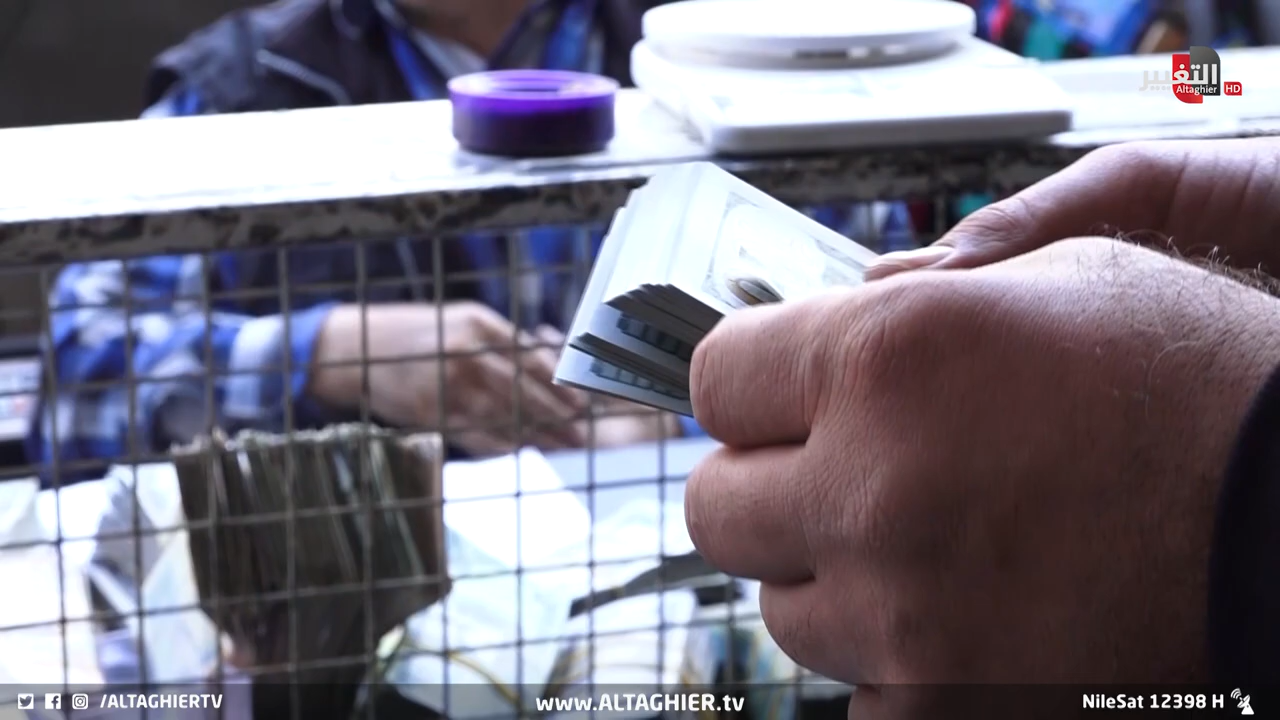 التغيير
Altaghier HD
/ALTAGHIERTV
www.ALTAGHIER.tv
NileSat 12398 H